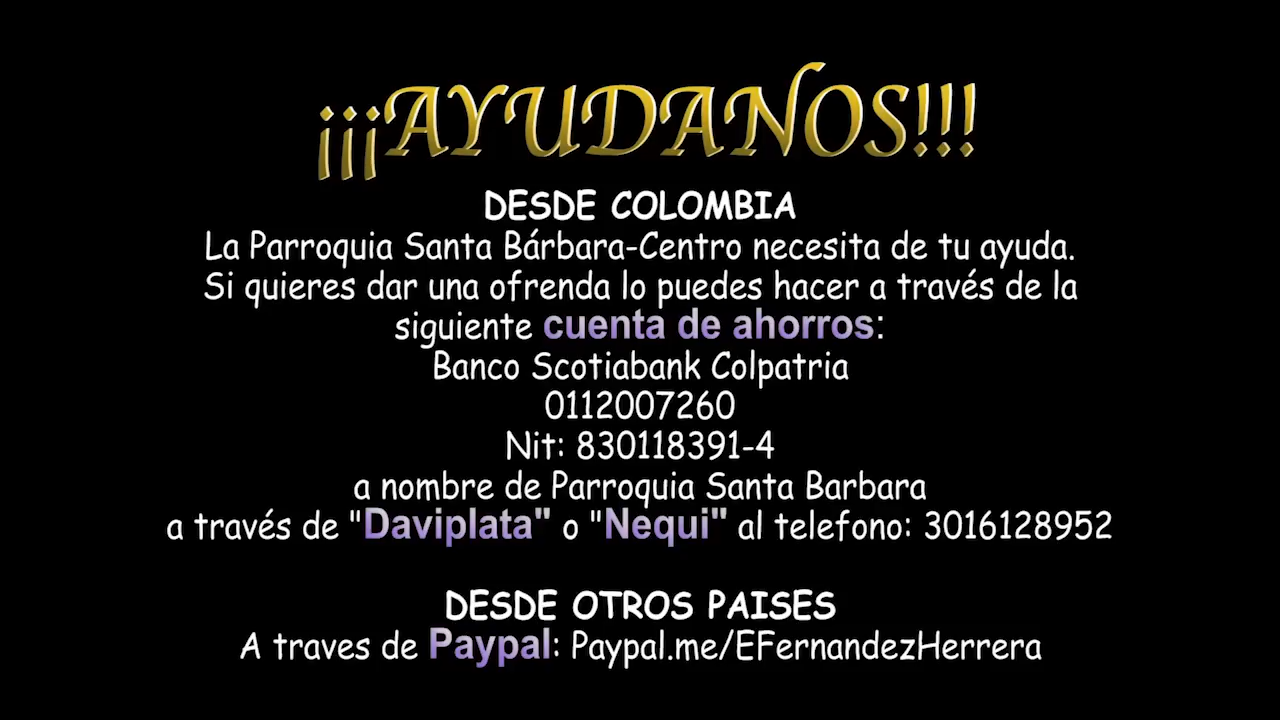 ¡¡¡AYUDANOS!!!
DESDE COLOMBIA
La Parroquia Santa Bárbara-Centro necesita de tu ayuda.
Si quieres dar una ofrenda lo puedes hacer a través de la
siguiente cuenta de ahorros:
Banco Scotiabank Colpatria
0112007260
Nit: 830118391-4
a nombre de Parroquia Santa Barbara
a través de "Daviplata" o "Nequi" al telefono: 3016128952
DESDE OTROS PAISES
A traves de Paypal: Paypal.me/EFernandezHerrera